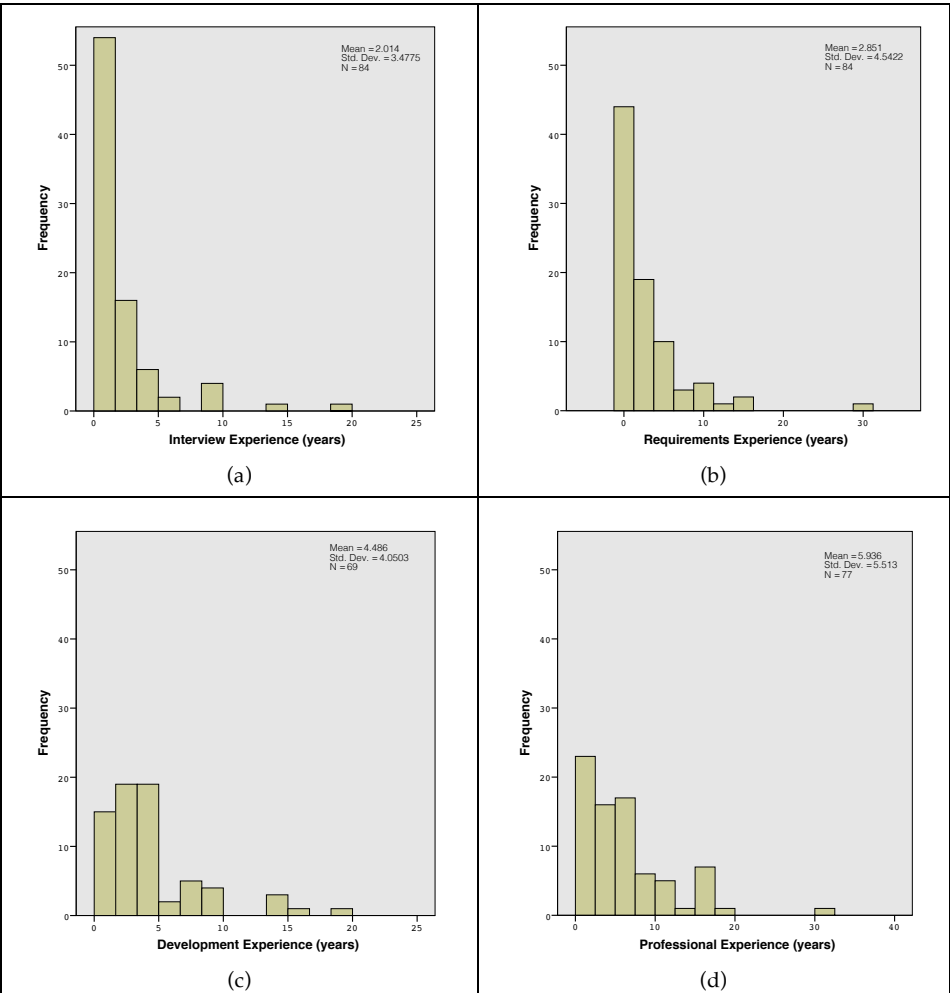 Mean =2.014
Std. Dev. =3.4775
N =84
50
40
30
20
10
0
Frequency
0 5 10 15 20 25
Interview Experience (years)
(a)
Mean =2.851
Std. Dev. =4.5422
N =84
50
40
30
20
10
0
Frequency
0 10 20 30
Requirements Experience (years)
(b)
Mean =4.486
Std. Dev. =4.0503
N =69
50
40
30
20
10
0
Frequency
0 5 10 15 20 25
Development Experience (years)
(c)
Mean =5.936
Std. Dev. =5.513
N =77
50
40
30
20
10
0
Frequency
0 10 20 30 40
Professional Experience (years)
(d)